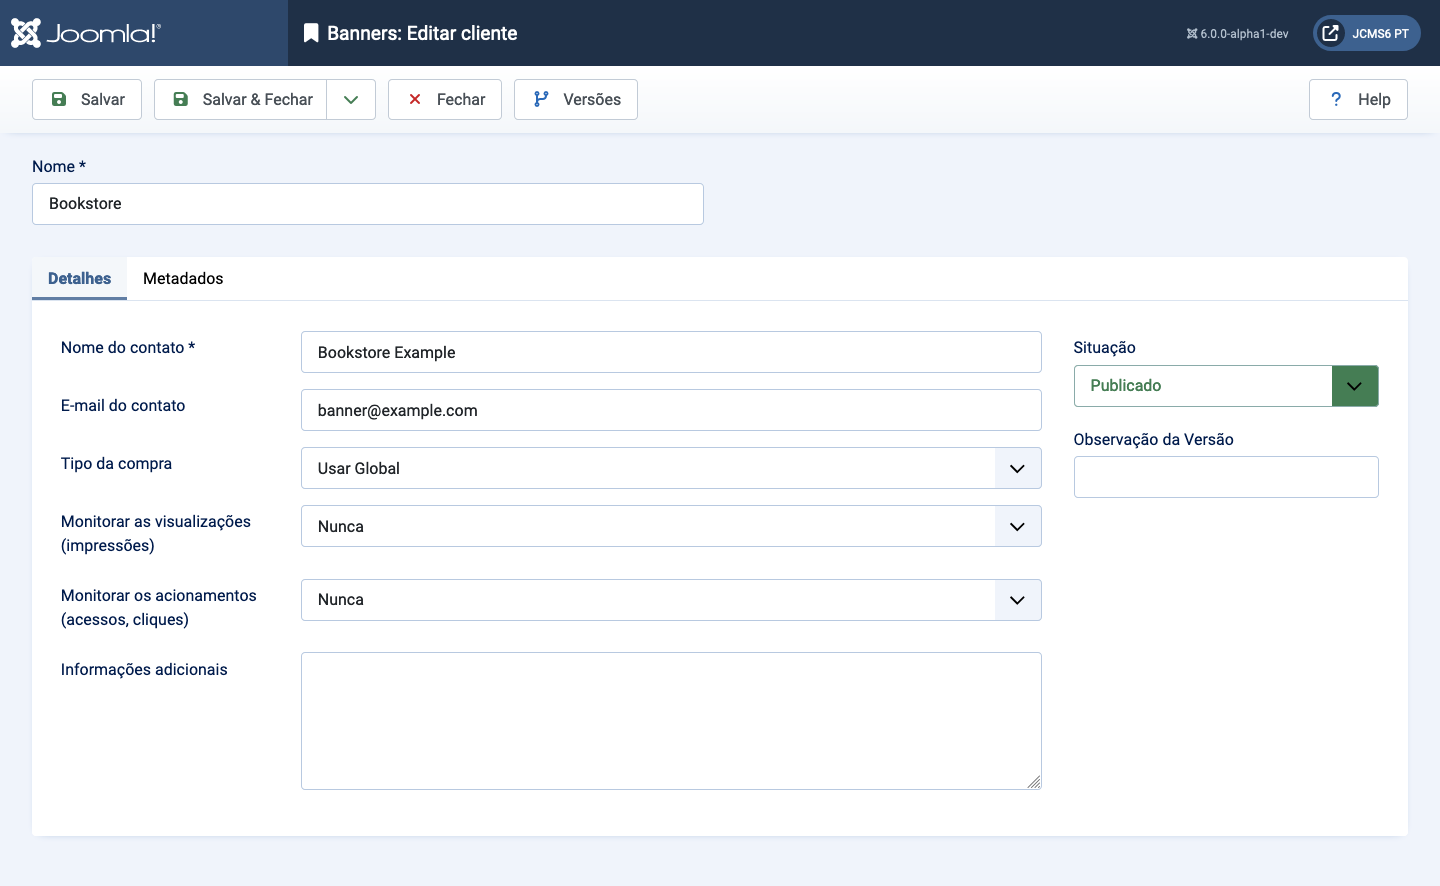 Joomla!®
Banners: Editar cliente
6.0.0-alpha1-dev
JCMS6 PT
Salvar
Salvar & Fechar
Fechar
Versões
? Help
Nome *
Bookstore
Detalhes
Metadados
Nome do contato *
Bookstore Example
E-mail do contato
banner@example.com
Tipo da compra
Usar Global
Monitorar as visualizações
(impressões)
Nunca
Monitorar os acionamentos
(acessos, cliques)
Nunca
Informações adicionais
Situação
Publicado
Observação da Versão